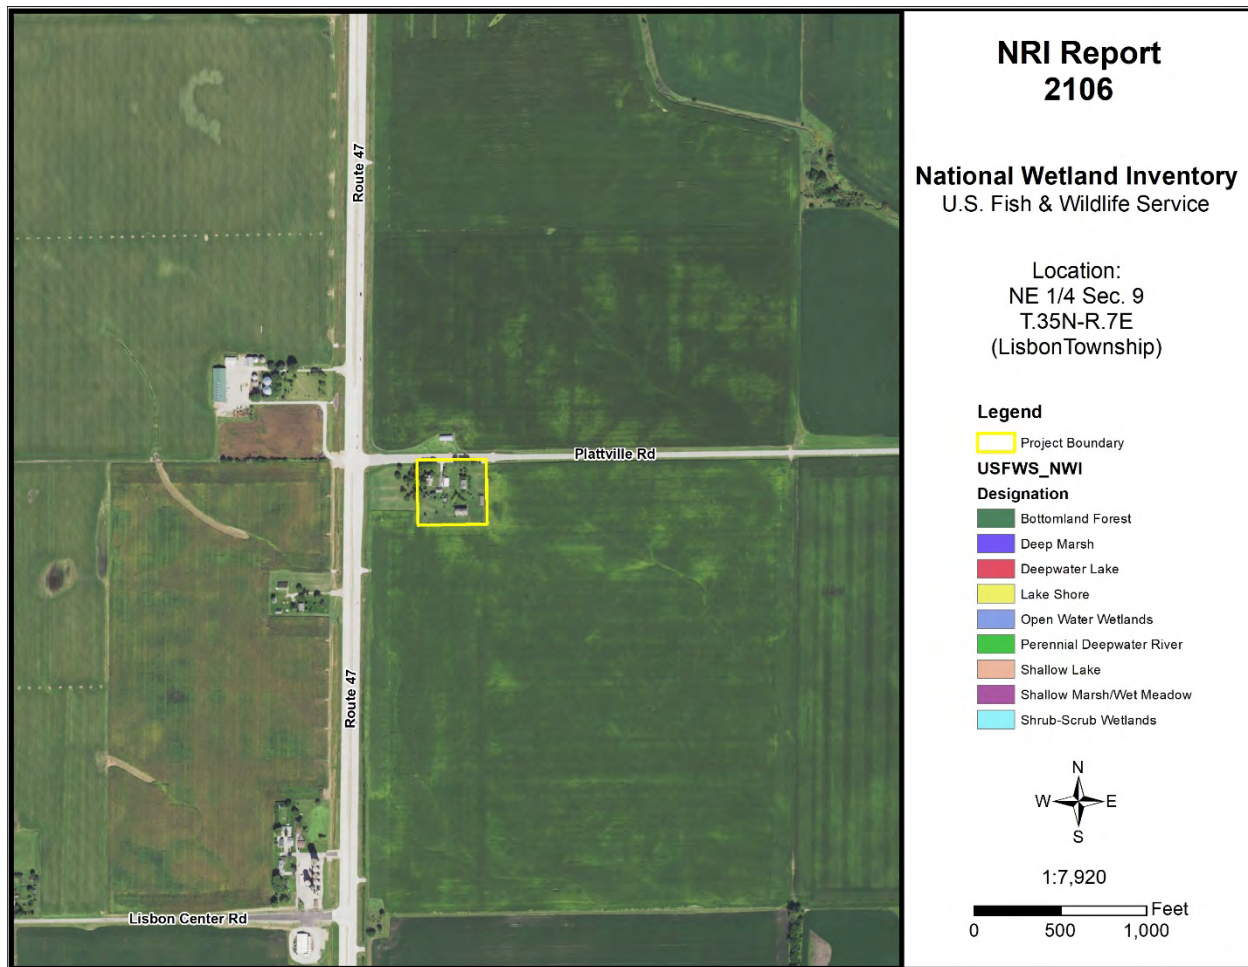 NRI Report
2106
National Wetland Inventory
U.S. Fish & Wildlife Service
Location:
NE 1/4 Sec. 9
T.35N-R.7E
(LisbonTownship)
Legend
Project Boundary
USFWS_NWI
Designation
Bottomland Forest
Deep Marsh
Deepwater Lake
Lake Shore
Open Water Wetlands
Perennial Deepwater River
Shallow Lake
Shallow Marsh/Wet Meadow
Shrub-Scrub Wetlands
N
W E
S
1:7,920
Feet
0 500 1,000
Route 47
Plattville Rd
Route 47
Lisbon Center Rd